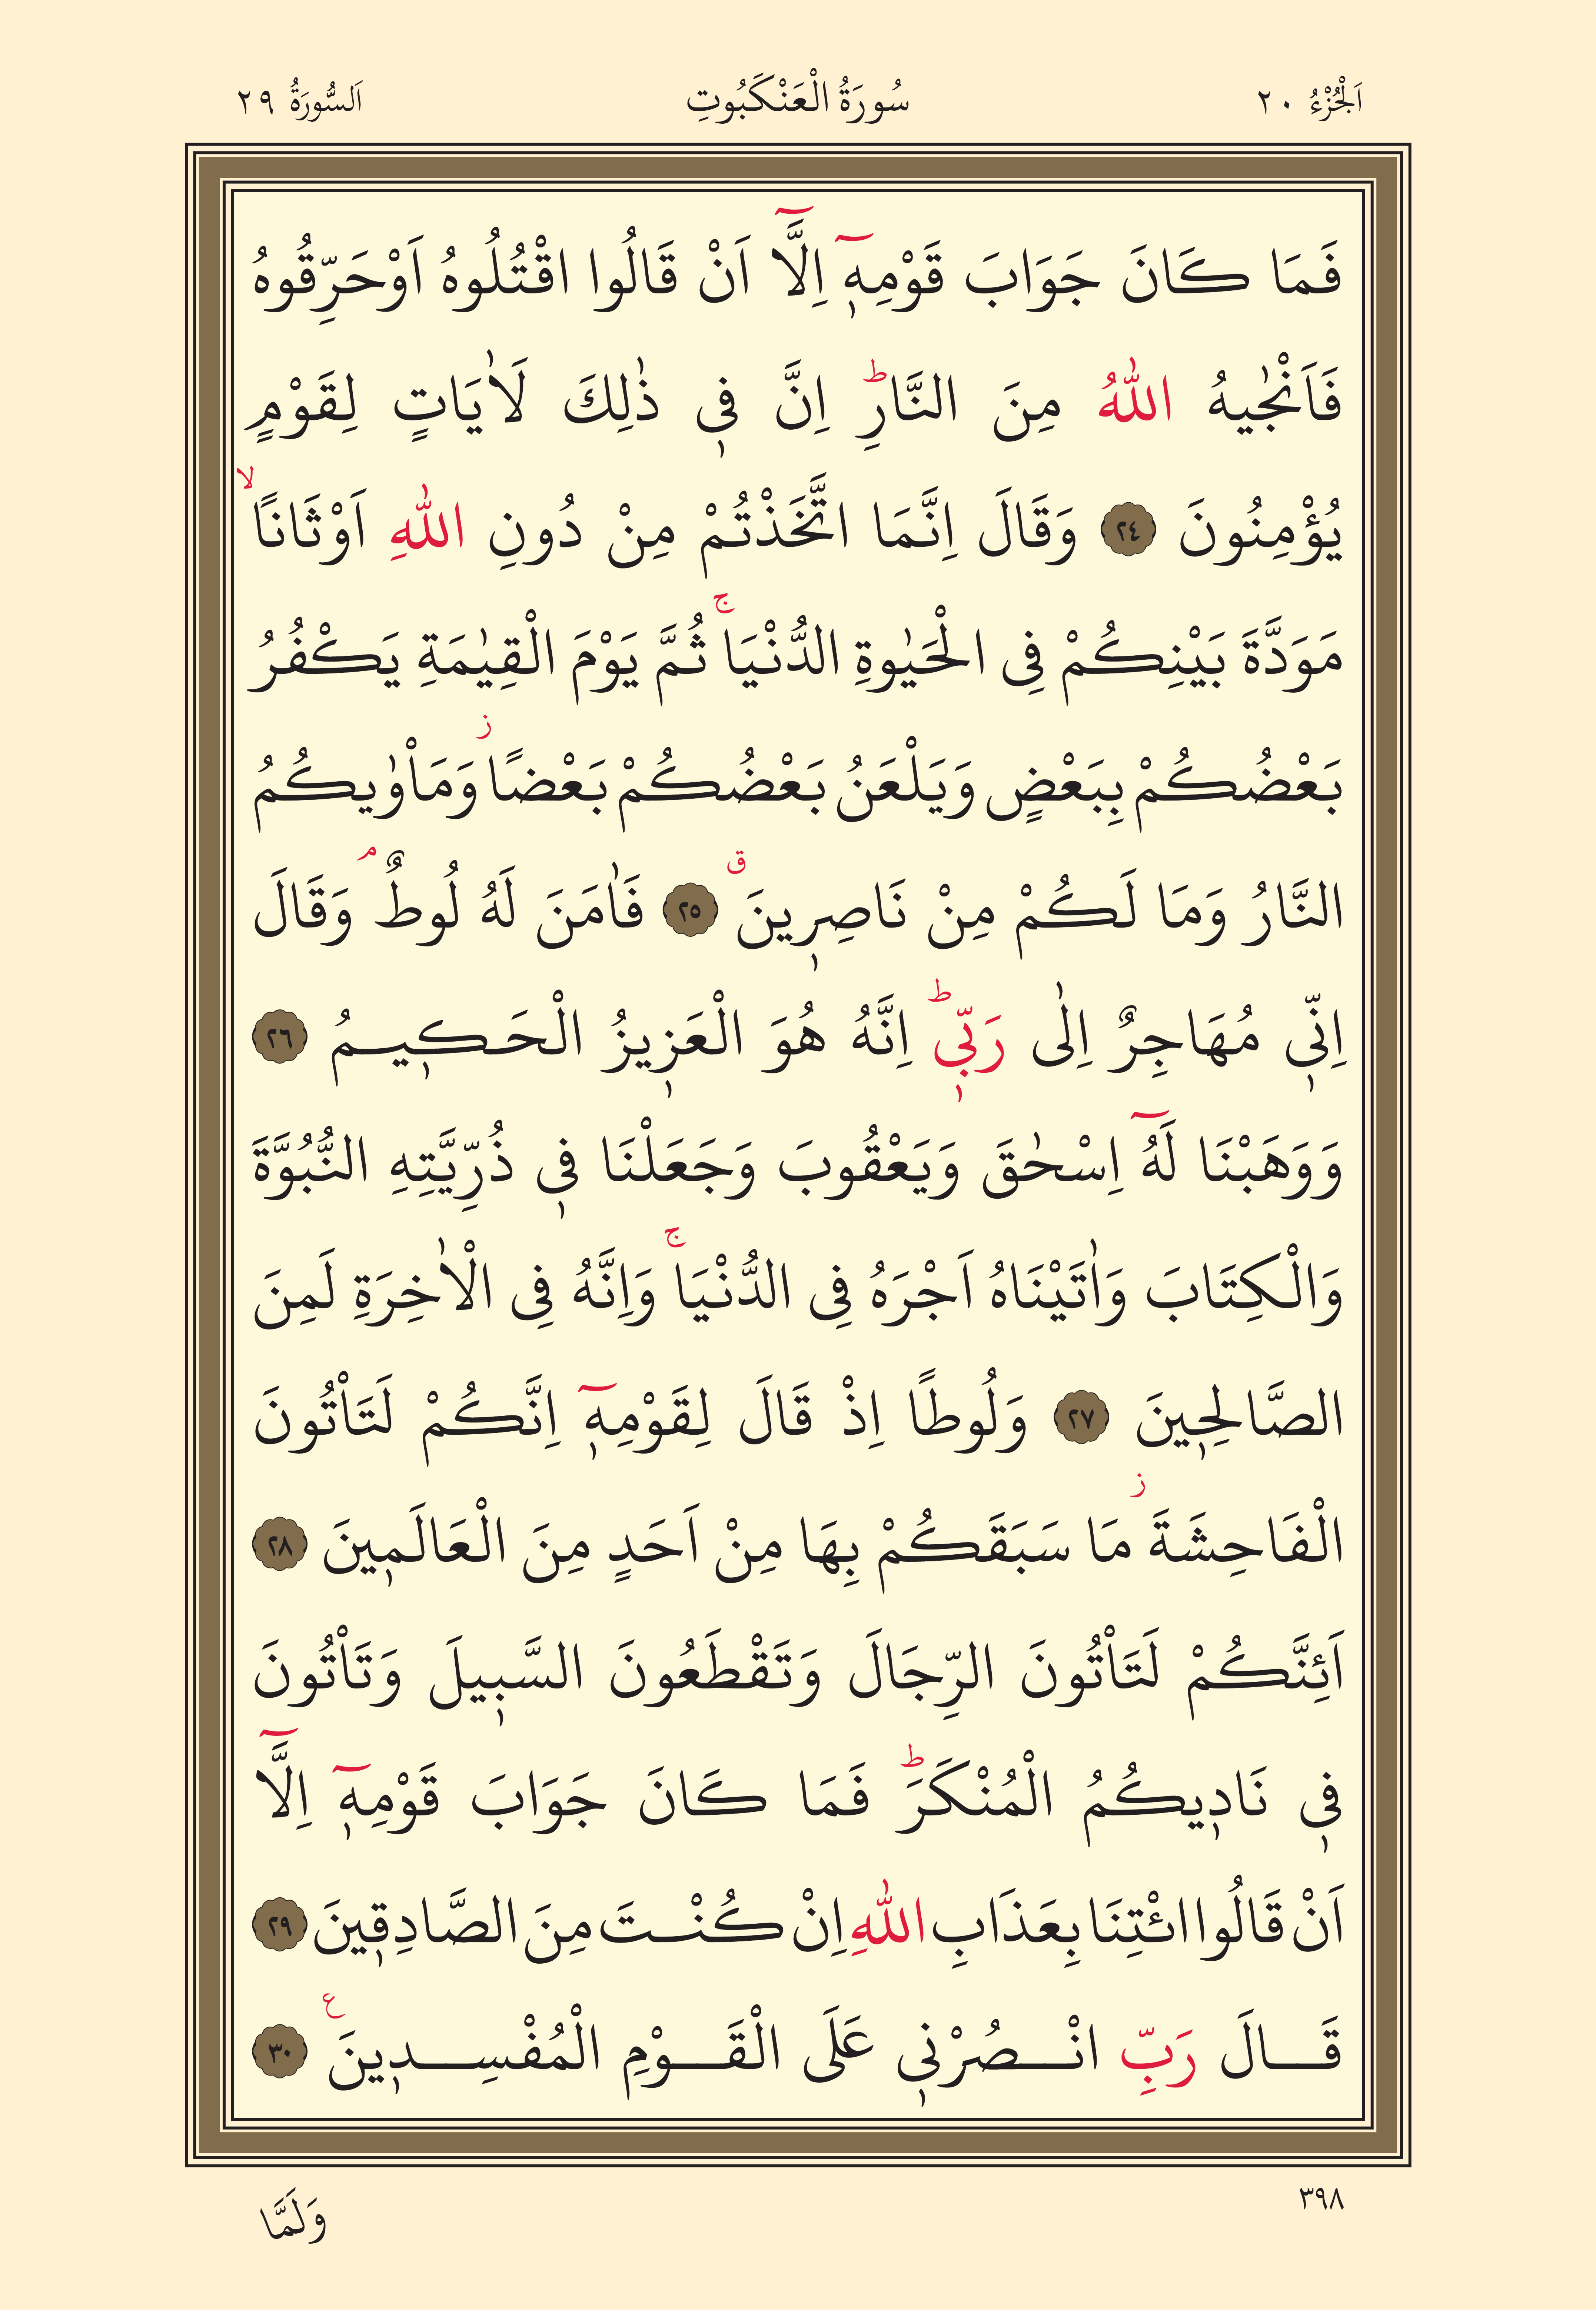 اَلْجُزْءُ ٢٠ سُورَةُ الْعَنْكَبُوتِ اَلسُّورَةُ ٢٩
فَمَا كَانَ جَوَابَ قَوْمِه۪ٓ اِلَّٓا اَنْ قَالُوا اقْتُلُوهُ اَوْحَرِّقُوهُ
فَاَنْجٰيهُ اللّٰهُ مِنَ النَّارِۜ اِنَّ ف۪ي ذٰلِكَ لَاٰيَاتٍ لِقَوْمٍ
يُؤْمِنُونَ ٢٤ وَقَالَ اِنَّمَا اتَّخَذْتُمْ مِنْ دُونِ اللّٰهِ اَوْثَاناًۙ
مَوَدَّةَ بَيْنِكُمْ فِي الْحَيٰوةِ الدُّنْيَاۚ ثُمَّ يَوْمَ الْقِيٰمَةِ يَكْفُرُ
بَعْضُكُمْ بِبَعْضٍ وَيَلْعَنُ بَعْضُكُمْ بَعْضًاز وَمَاْوٰيكُمُ
النَّارُ وَمَا لَكُمْ مِنْ نَاصِر۪ينَۗ ٢٥ فَاٰمَنَ لَهُ لُوطٌۢ وَقَالَ
اِنّ۪ي مُهَاجِرٌ اِلٰى رَبّ۪يۜ اِنَّهُ هُوَ الْعَز۪يزُ الْحَك۪يمُ ٢٦
وَوَهَبْنَا لَهُٓ اِسْحٰقَ وَيَعْقُوبَ وَجَعَلْنَا ف۪ي ذُرِّيَّتِهِ النُّبُوَّةَ
وَالْكِتَابَ وَاٰتَيْنَاهُ اَجْرَهُ فِي الدُّنْيَاۚ وَاِنَّهُ فِي الْاٰخِرَةِ لَمِنَ
الصَّالِح۪ينَ ٢٧ وَلُوطًا اِذْ قَالَ لِقَوْمِه۪ٓ اِنَّكُمْ لَتَاْتُونَ
الْفَاحِشَةَز مَا سَبَقَكُمْ بِهَا مِنْ اَحَدٍ مِنَ الْعَالَم۪ينَ ٢٨
اَئِنَّكُمْ لَتَاْتُونَ الرِّجَالَ وَتَقْطَعُونَ السَّب۪يلَ وَتَاْتُونَ
ف۪ي نَاد۪يكُمُ الْمُنْكَرَۜ فَمَا كَانَ جَوَابَ قَوْمِه۪ٓ اِلَّٓا
اَنْ قَالُوا ائْتِنَا بِعَذَابِ اللّٰهِ اِنْ كُنْتَ مِنَ الصَّادِق۪ينَ ٢٩
قَالَ رَبِّ انْصُرْن۪ي عَلَى الْقَوْمِ الْمُفْسِد۪ينَع ٣٠
٣٩٨ وَلَمَّا